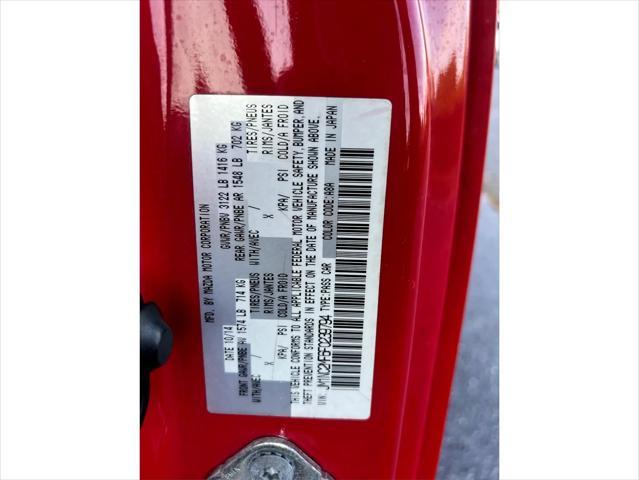 MFD. BY MAZDA MOTOR CORPORATION
DATE 10/14 GVWR/PNBV 3122 LB 1416 KG
FRONT GAWR/PNBE AV 1574 LB 714 KG REAR GAWR/PNBE AR 1548 LB 702 KG
WITH/AVEC / TIRES/PNEUS WITH/AVEC / TIRES/PNEUS
X RIMS/JANTES X RIMS/JANTES
KPA/ PSI COLD/A FROID KPA/ PSI COLD/A FROID
THIS VEHICLE CONFORMS TO ALL APPLICABLE FEDERAL MOTOR VEHICLE SAFETY, BUMPER, AND
THEFT PREVENTION STANDARDS IN EFFECT ON THE DATE OF MANUFACTURE SHOWN ABOVE.
VIN: JM1NC2MF6F0239794 TYPE:PASS CAR COLOR CODE:A8A MADE IN JAPAN